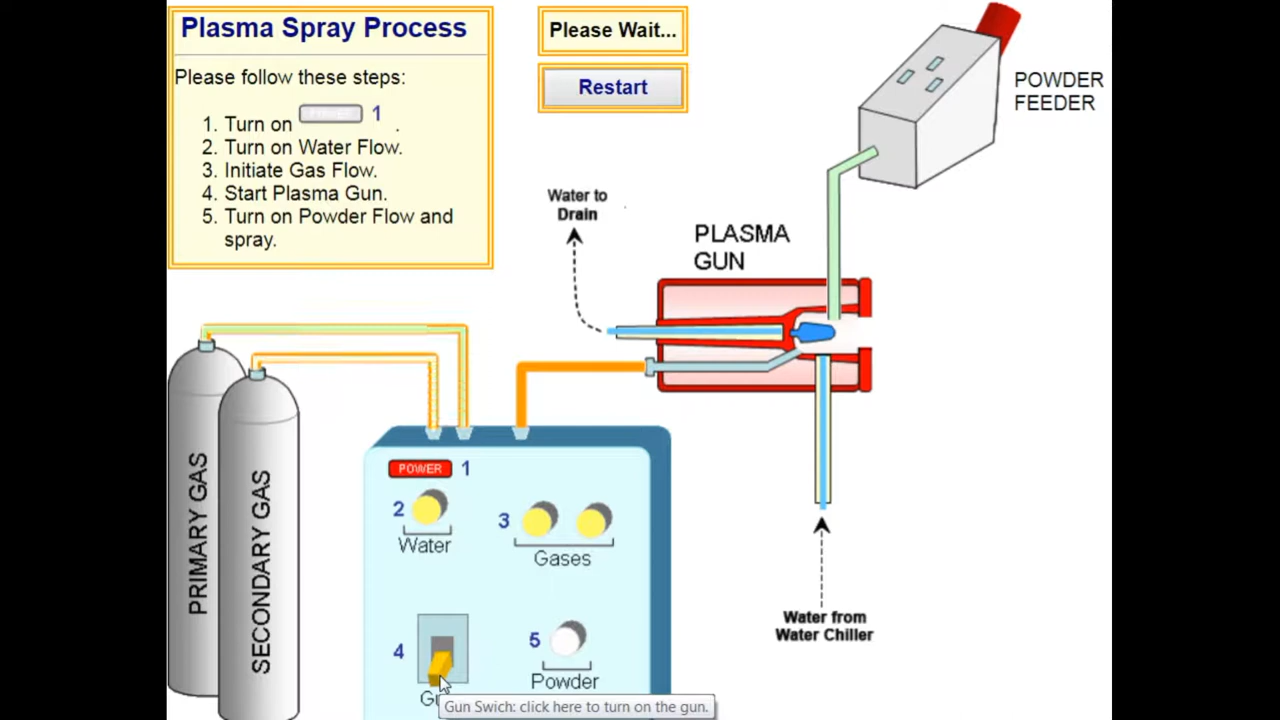 Plasma Spray Process
Please follow these steps:
1. Turn on POWER 1 .
2. Turn on Water Flow.
3. Initiate Gas Flow.
4. Start Plasma Gun.
5. Turn on Powder Flow and
spray.
Please Wait...
Restart
POWDER
FEEDER
Water to
Drain
PLASMA
GUN
PRIMARY GAS
SECONDARY GAS
POWER 1
2
Water
3
Gases
4
5
Powder
Gun Swich: click here to turn on the gun.
Water from
Water Chiller